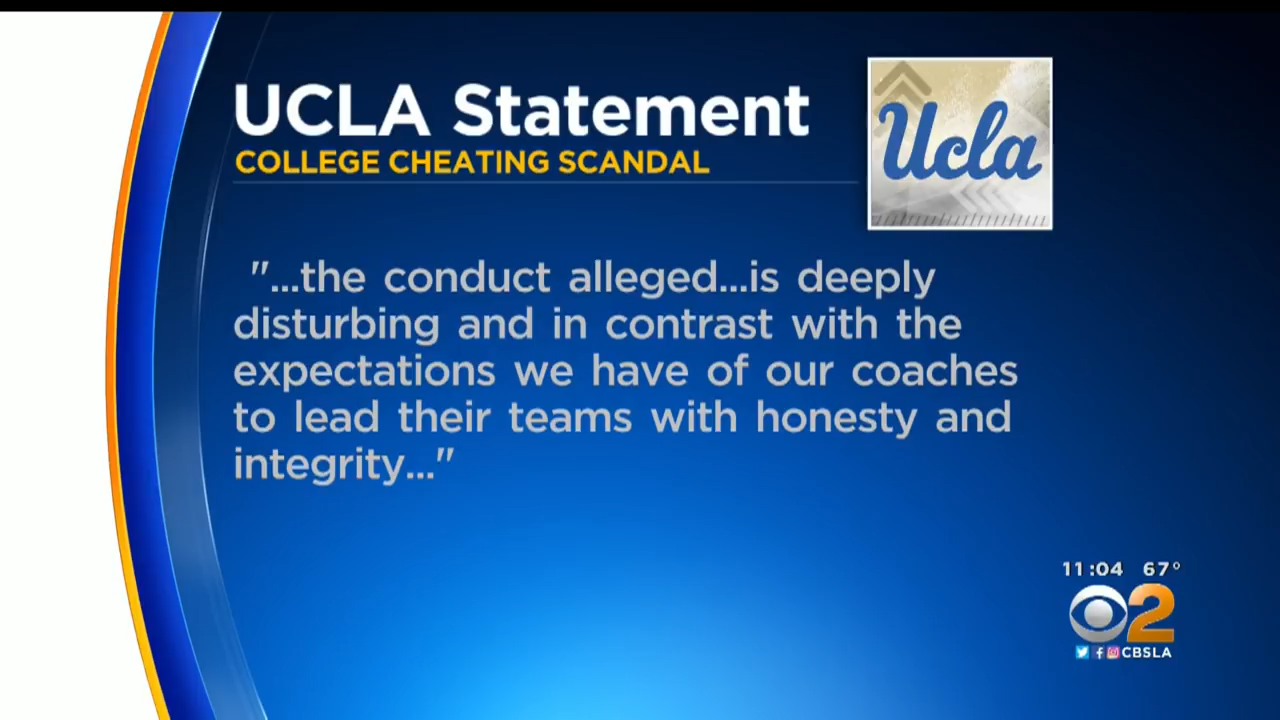 UCLA Statement
COLLEGE CHEATING SCANDAL
Ucla
"...the conduct alleged...is deeply
disturbing and in contrast with the
expectations we have of our coaches
to lead their teams with honesty and
integrity..."
11:04 67°
2
CBSLA